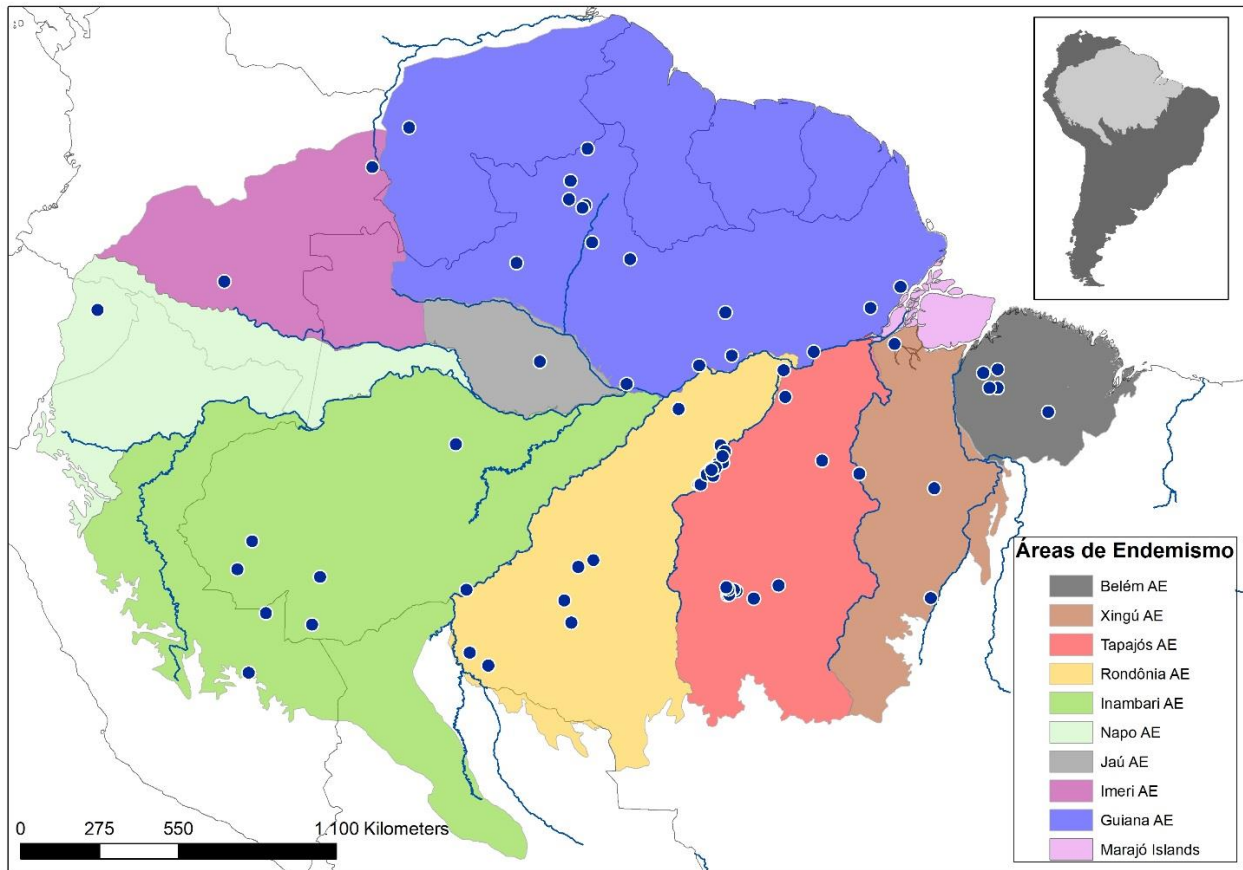 Áreas de Endemismo
Belém AE
Xingú AE
Tapajós AE
Rondônia AE
Inambari AE
Napo AE
Jaú AE
Imeri AE
Guiana AE
Marajó Islands
0 275 550 1.100 Kilometers